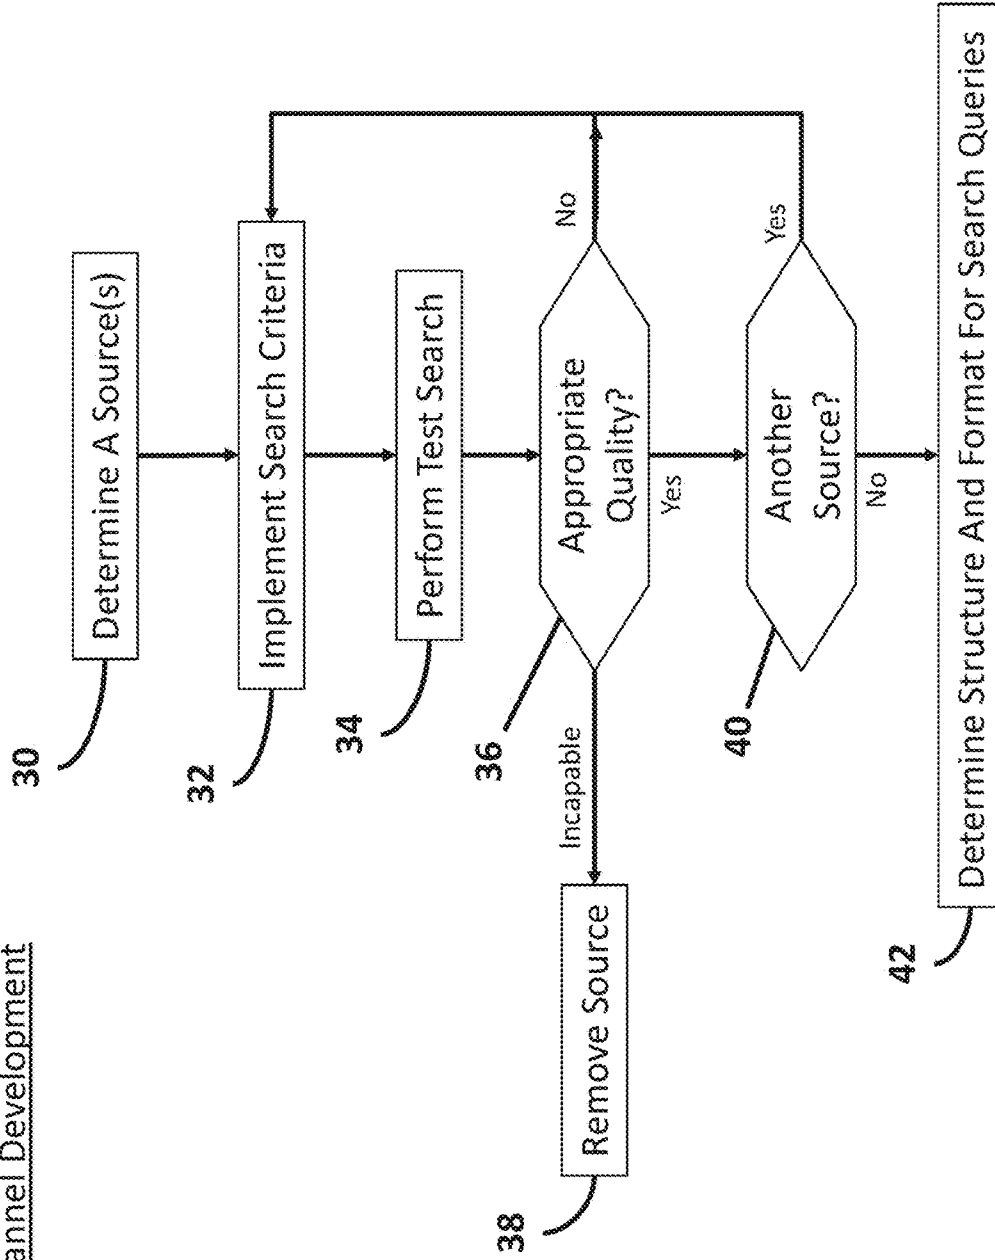 annel Development
30
Determine A Source(s)
32
Implement Search Criteria
34
Perform Test Search
36
Appropriate
Quality?
No
Incapable
Yes
38
Remove Source
40
Another
Source?
Yes
No
42
Determine Structure And Format For Search Queries